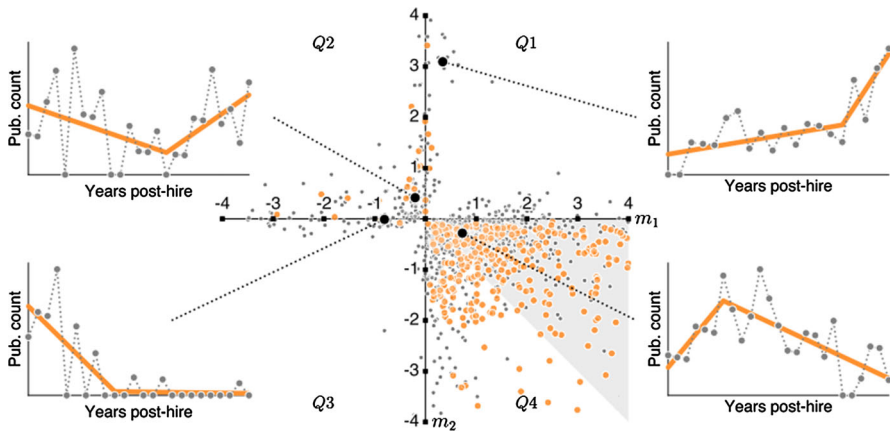 Q2
Q1
Pub. count
Years post-hire
Pub. count
Years post-hire
4
3
2
1
-4
-3
-2
-1
0
1
2
3
4
m1
-1
-2
-3
-4
m2
Pub. count
Years post-hire
Q3
Q4
Pub. count
Years post-hire